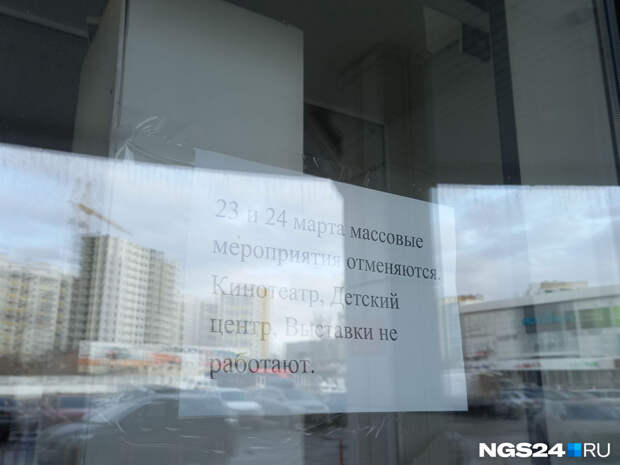 23 и 24 марта массовые
мероприятия отменяются.
Кинотеатр, Детский
центр, Выставки не
работают.
NGS24.RU